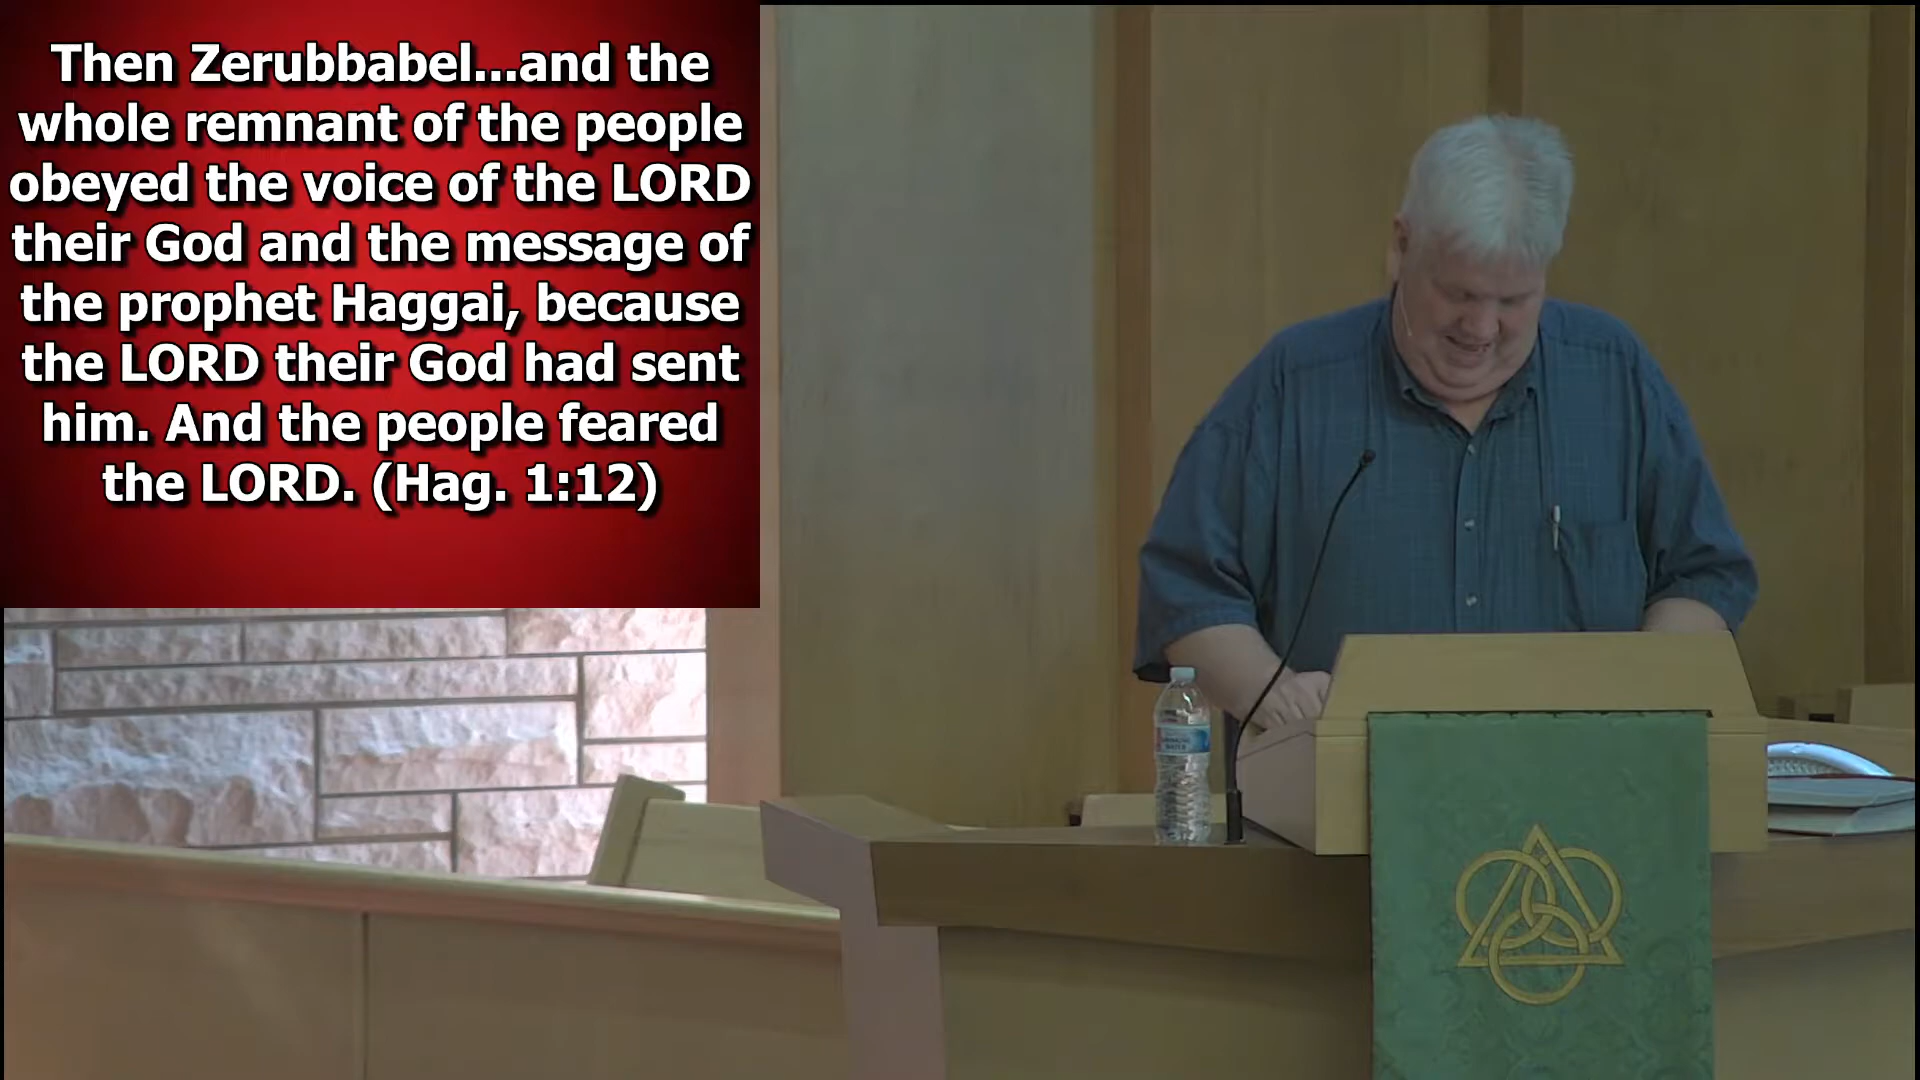 Then Zerubbabel...and the
whole remnant of the people
obeyed the voice of the LORD
their God and the message of
the prophet Haggai, because
the LORD their God had sent
him. And the people feared
the LORD. (Hag. 1:12)